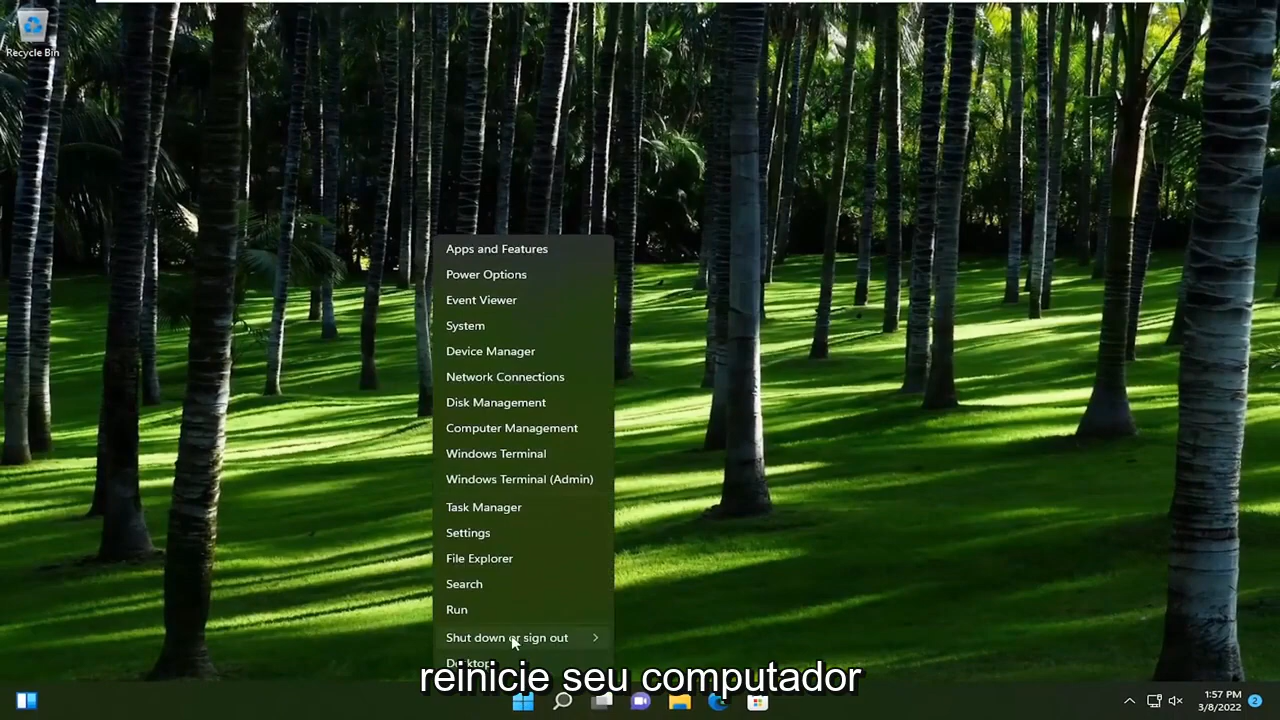 Recycle Bin
Apps and Features
Power Options
Event Viewer
System
Device Manager
Network Connections
Disk Management
Computer Management
Windows Terminal
Windows Terminal (Admin)
Task Manager
Settings
File Explorer
Search
Run
Shut down or sign out
Desktop
reinicie seu computador
1:57 PM
3/8/2022
2